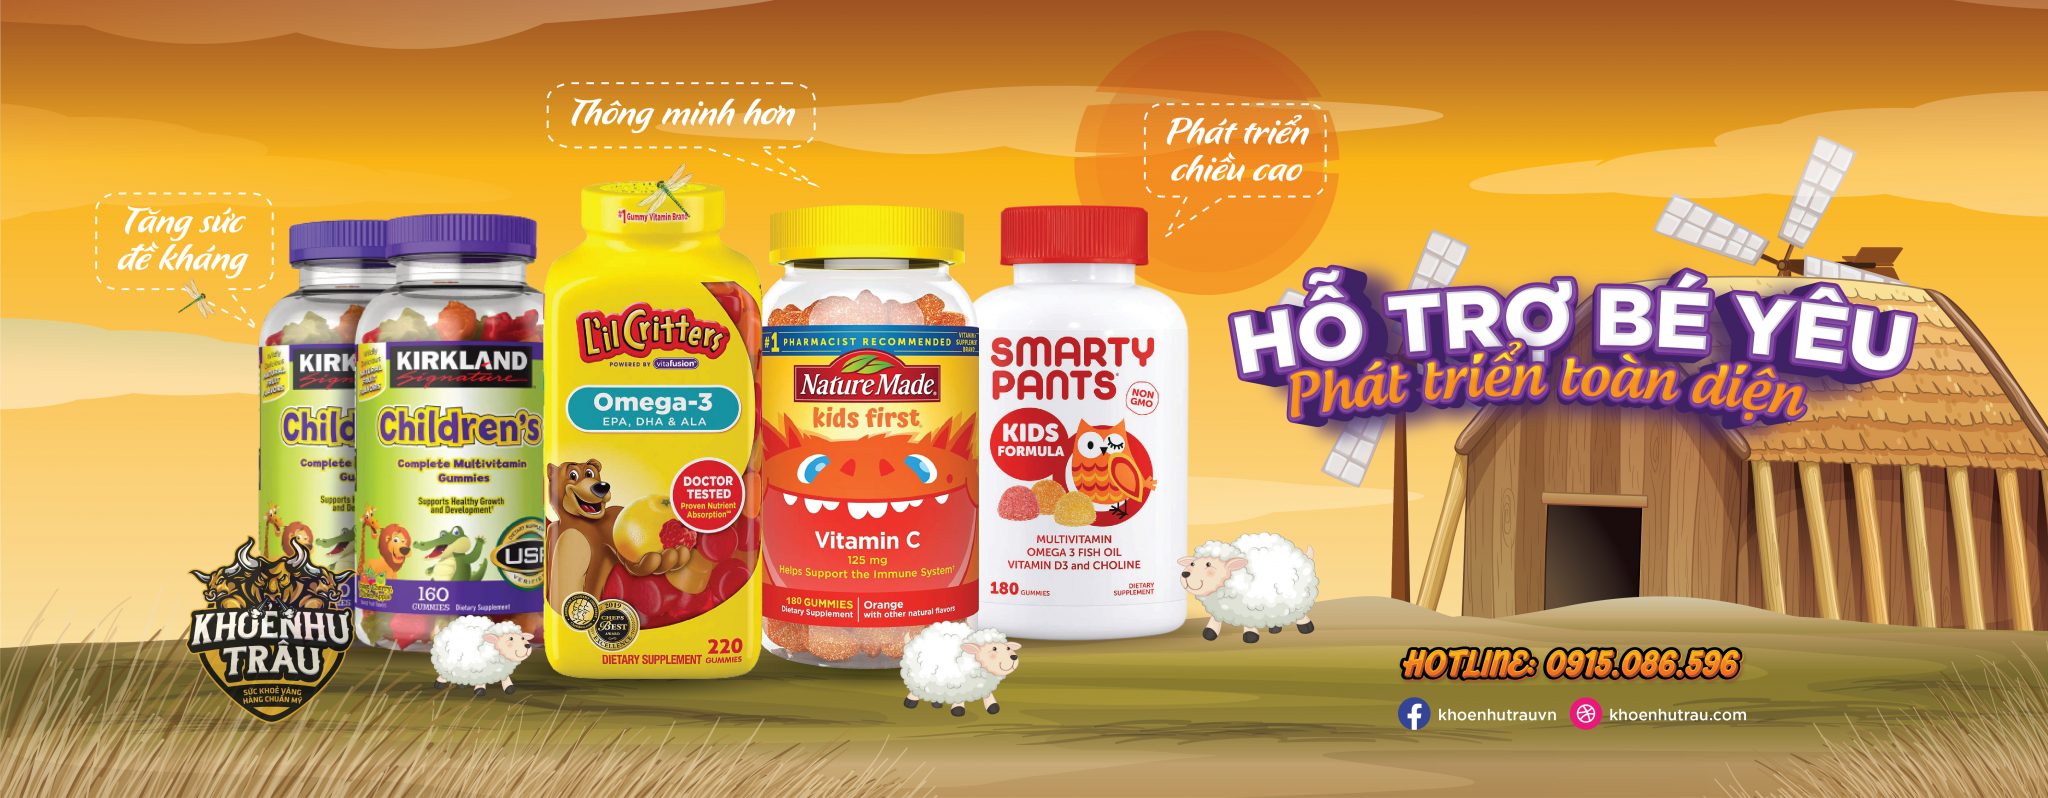 Tăng sức
đề kháng
Thông minh hơn
Phát triển
chiều cao
HỖ TRỢ BÉ YÊU
Phát triển toàn diện
KIRKLAND
Signature
Children's
Complete Multivitamin
Gummies
Supports Healthy Growth
and Development
160
GUMMIES Dietary Supplement
#1 Gummy Vitamin Brand
L'il Critters
POWERED BY vitafusion
Omega-3
EPA, DHA & ALA
DOCTOR
TESTED
Proven Nutrient
Absorption
2019
CHEFS
BEST
220
DIETARY SUPPLEMENT GUMMIES
#1 PHARMACIST RECOMMENDED
Nature Made
kids first
Vitamin C
125 mg
Helps Support the Immune System†
180 GUMMIES
Dietary Supplement
Orange
with other natural flavors
SMARTY
PANTS
NON
GMO
KIDS
FORMULA
MULTIVITAMIN
OMEGA 3 FISH OIL
VITAMIN D3 and CHOLINE
180 GUMMIES
DIETARY
SUPPLEMENT
KHOẺ NHƯ
TRÂU
SỨC KHOẺ VÀNG
HÀNG CHUẨN MỸ
HOTLINE: 0915.086.596
khoenhutrauvn
khoenhutrau.com